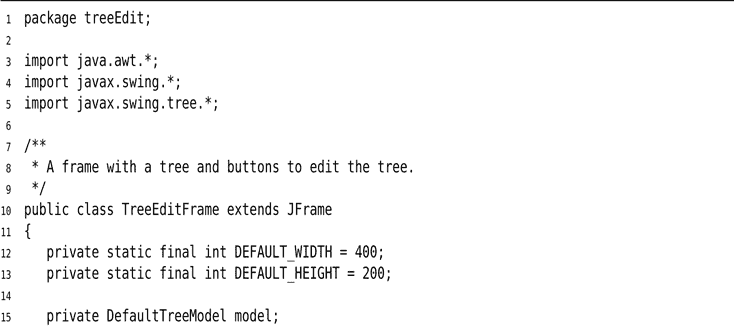 1 package treeEdit;
2
3 import java.awt.*;
4 import javax.swing.*;
5 import javax.swing.tree.*;
6
7 /**
8  * A frame with a tree and buttons to edit the tree.
9  */
10 public class TreeEditFrame extends JFrame
11 {
12    private static final int DEFAULT_WIDTH = 400;
13    private static final int DEFAULT_HEIGHT = 200;
14
15    private DefaultTreeModel model;